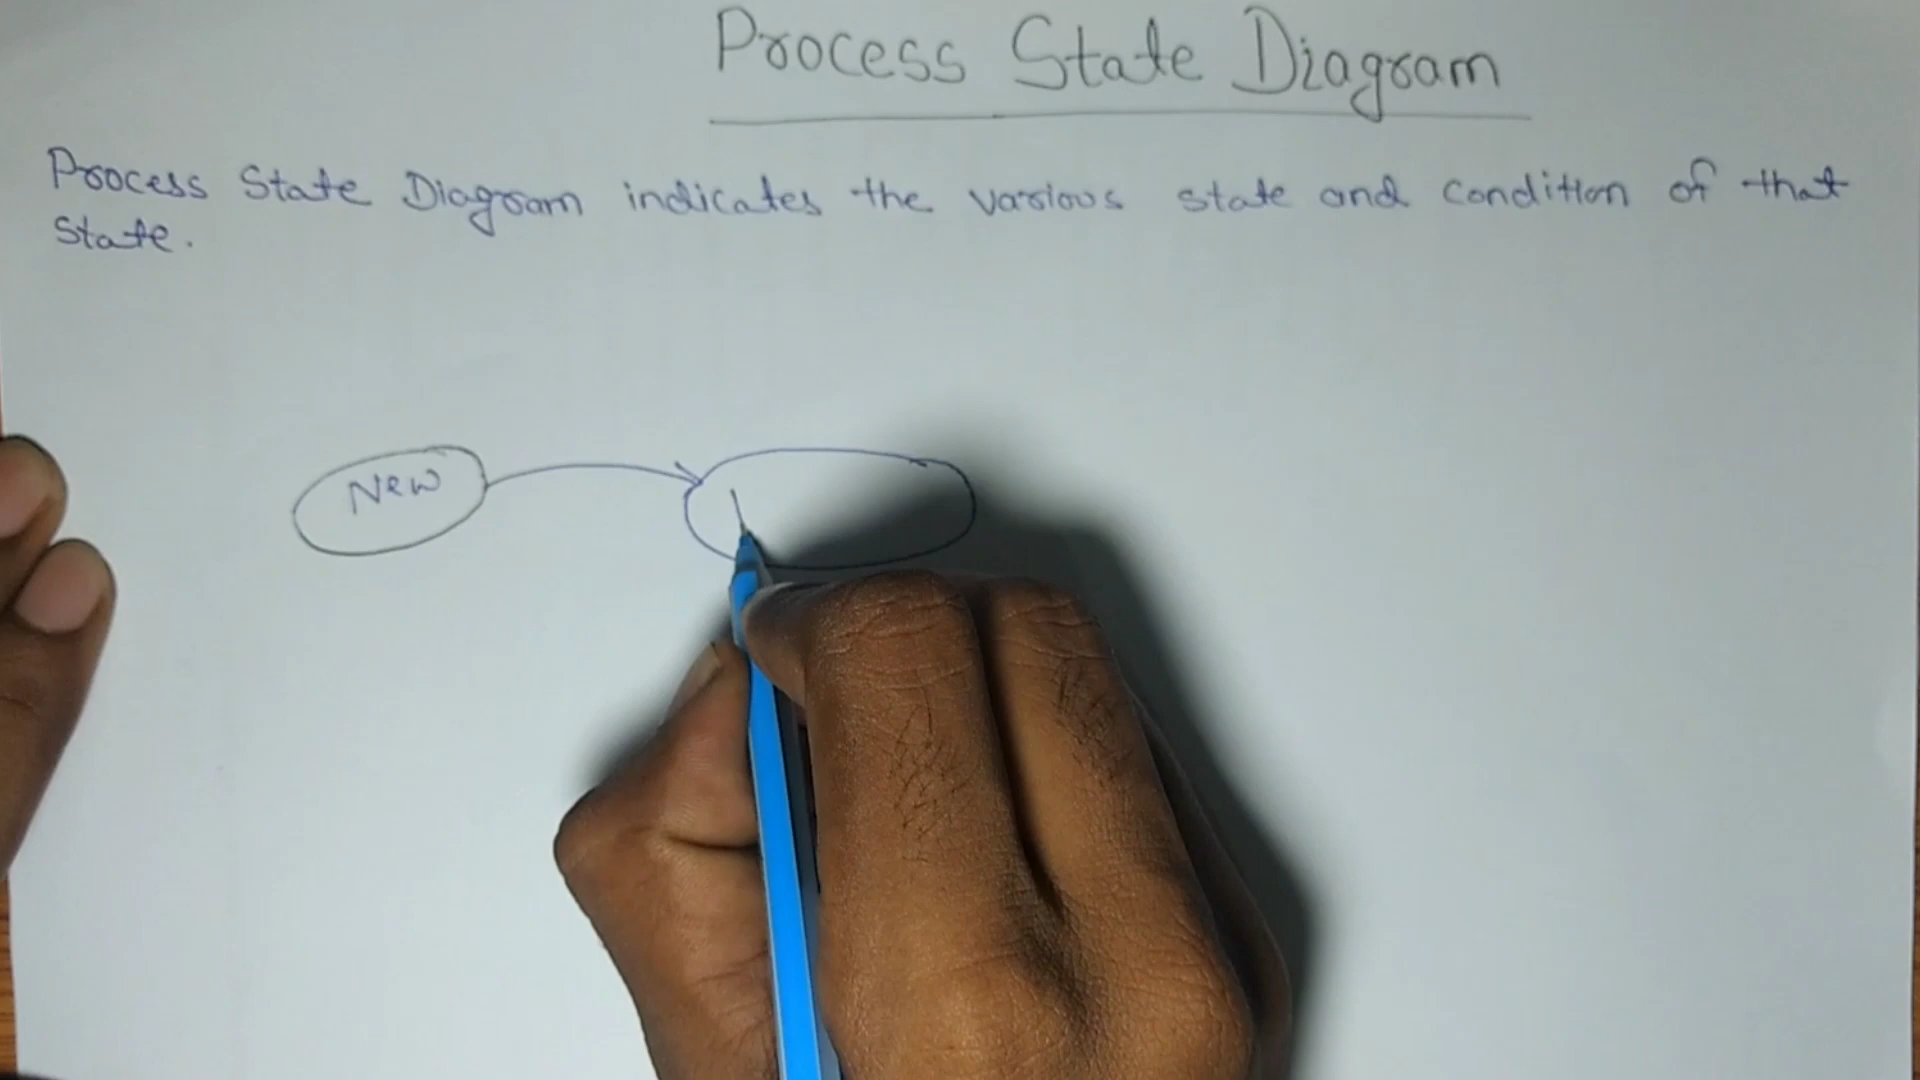 Process State Diagram
Process State Diagram indicates the various state and condition of that
State.
New